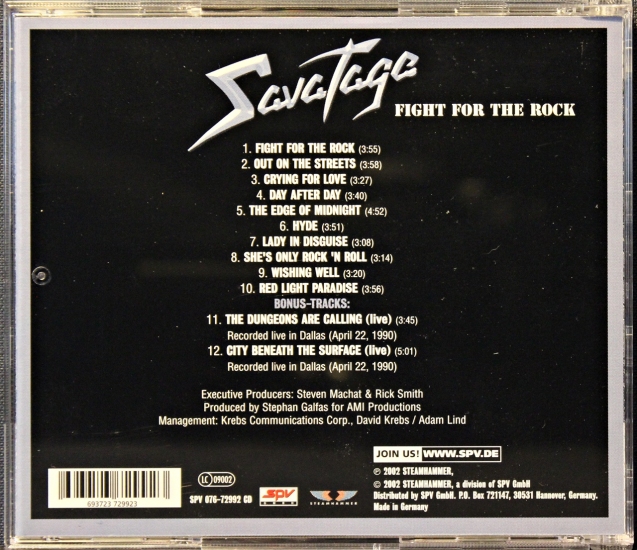 Savatage
FIGHT FOR THE ROCK
1. FIGHT FOR THE ROCK (3:55)
2. OUT ON THE STREETS (3:58)
3. CRYING FOR LOVE (3:27)
4. DAY AFTER DAY (3:40)
5. THE EDGE OF MIDNIGHT (4:52)
6. HYDE (3:51)
7. LADY IN DISGUISE (3:08)
8. SHE'S ONLY ROCK 'N ROLL (3:14)
9. WISHING WELL (3:20)
10. RED LIGHT PARADISE (3:56)
BONUS-TRACKS:
11. THE DUNGEONS ARE CALLING (live) (3:45)
Recorded live in Dallas (April 22, 1990)
12. CITY BENEATH THE SURFACE (live) (5:01)
Recorded live in Dallas (April 22, 1990)
Executive Producers: Steven Machat & Rick Smith
Produced by Stephan Galfas for AMI Productions
Management: Krebs Communications Corp., David Krebs / Adam Lind
JOIN US! WWW.SPV.DE
℗ 2002 STEAMHAMMER,
© 2002 STEAMHAMMER, a division of SPV GmbH
Distributed by SPV GmbH. P.O. Box 721147, 30531 Hannover, Germany.
Made in Germany
693723 729923
LC 09002
SPV 076-72992 CD
SPV
STEAMHAMMER